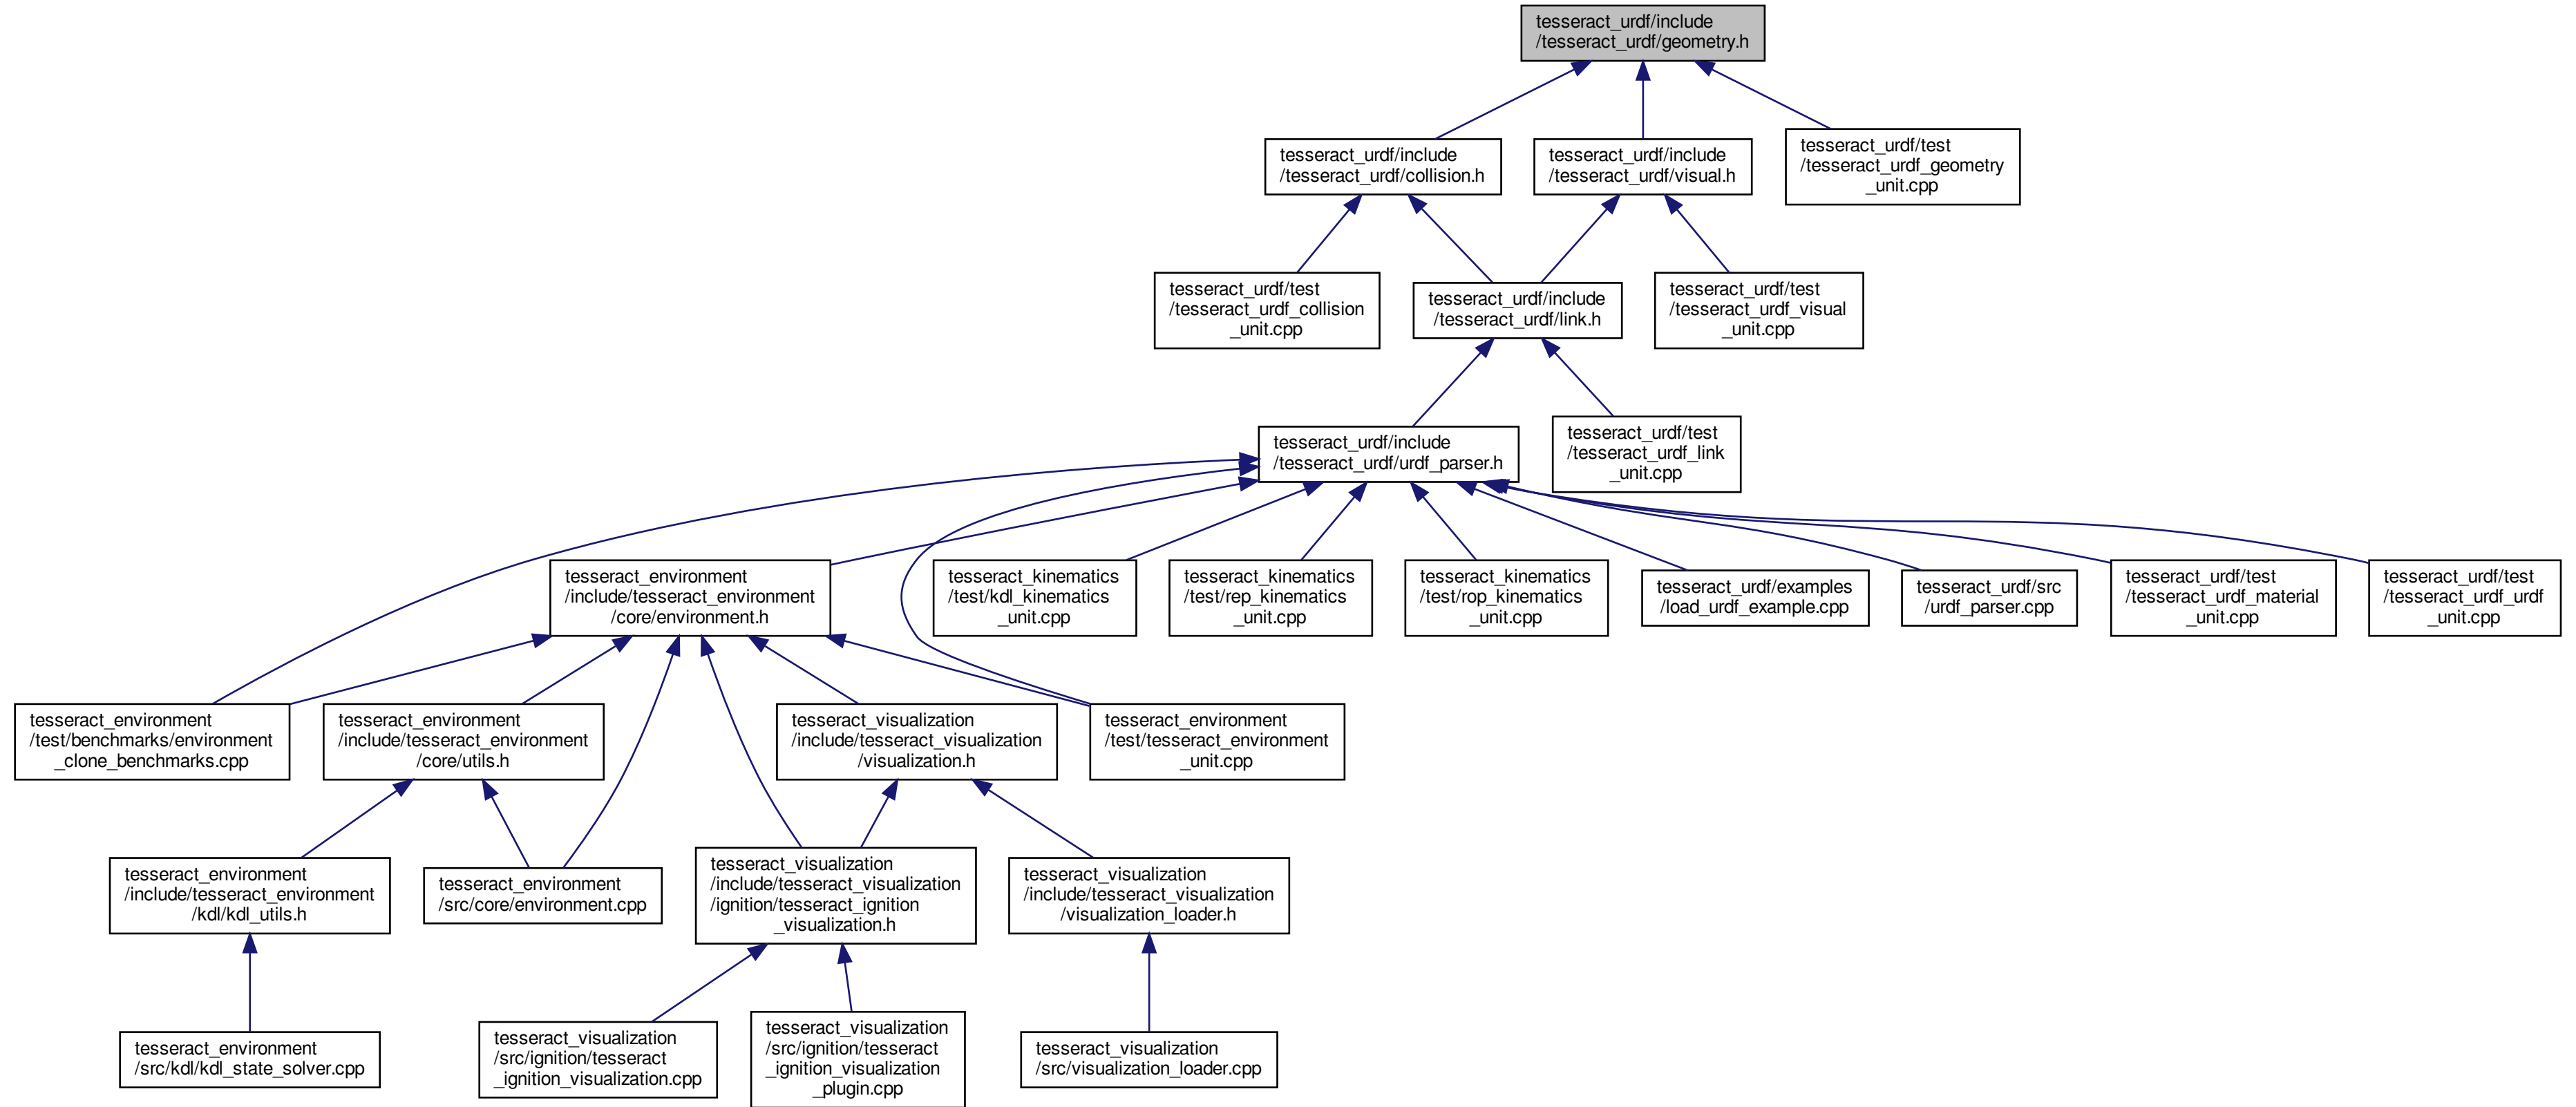 tesseract_urdf/include
/tesseract_urdf/geometry.h
tesseract_urdf/include
/tesseract_urdf/collision.h
tesseract_urdf/include
/tesseract_urdf/visual.h
tesseract_urdf/test
/tesseract_urdf_geometry
_unit.cpp
tesseract_urdf/test
/tesseract_urdf_collision
_unit.cpp
tesseract_urdf/include
/tesseract_urdf/link.h
tesseract_urdf/test
/tesseract_urdf_visual
_unit.cpp
tesseract_urdf/include
/tesseract_urdf/urdf_parser.h
tesseract_urdf/test
/tesseract_urdf_link
_unit.cpp
tesseract_environment
/include/tesseract_environment
/core/environment.h
tesseract_kinematics
/test/kdl_kinematics
_unit.cpp
tesseract_kinematics
/test/rep_kinematics
_unit.cpp
tesseract_kinematics
/test/rop_kinematics
_unit.cpp
tesseract_urdf/examples
/load_urdf_example.cpp
tesseract_urdf/src
/urdf_parser.cpp
tesseract_urdf/test
/tesseract_urdf_material
_unit.cpp
tesseract_urdf/test
/tesseract_urdf_urdf
_unit.cpp
tesseract_environment
/test/benchmarks/environment
_clone_benchmarks.cpp
tesseract_environment
/include/tesseract_environment
/core/utils.h
tesseract_visualization
/include/tesseract_visualization
/visualization.h
tesseract_environment
/test/tesseract_environment
_unit.cpp
tesseract_environment
/include/tesseract_environment
/kdl/kdl_utils.h
tesseract_environment
/src/core/environment.cpp
tesseract_visualization
/include/tesseract_visualization
/ignition/tesseract_ignition
_visualization.h
tesseract_visualization
/include/tesseract_visualization
/visualization_loader.h
tesseract_environment
/src/kdl/kdl_state_solver.cpp
tesseract_visualization
/src/ignition/tesseract
_ignition_visualization.cpp
tesseract_visualization
/src/ignition/tesseract
_ignition_visualization
_plugin.cpp
tesseract_visualization
/src/visualization_loader.cpp